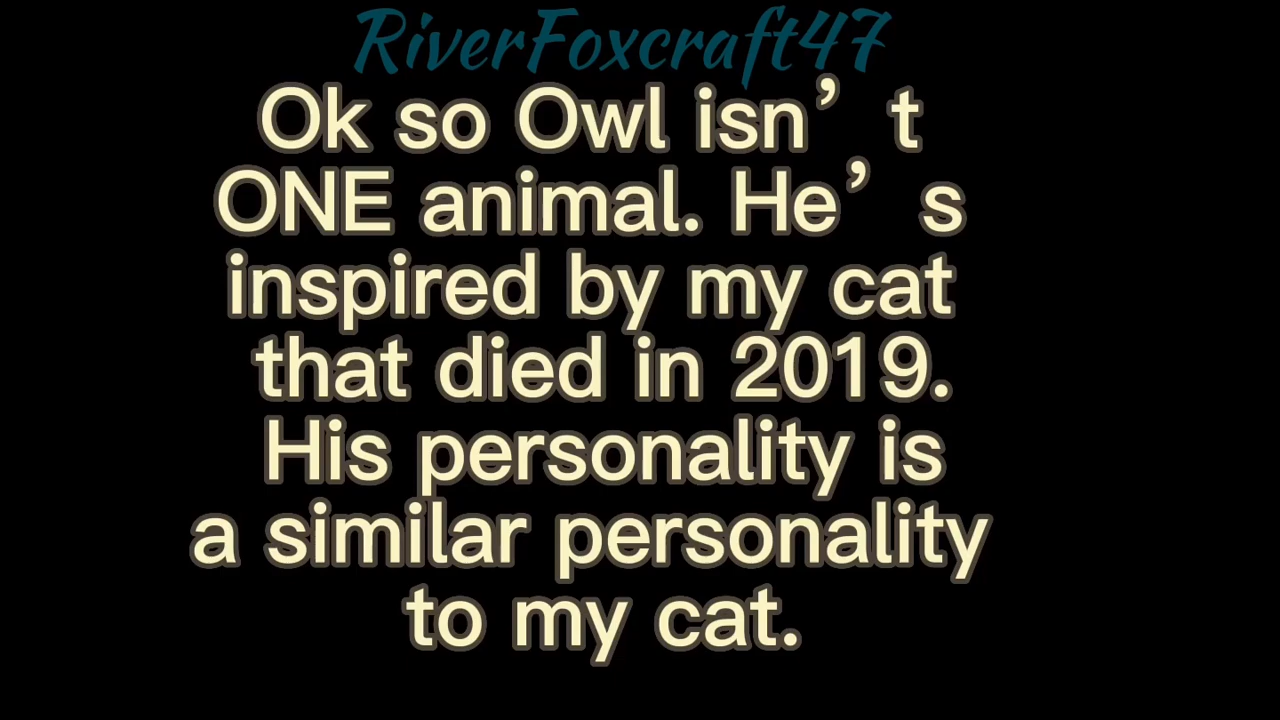 RiverFoxcraft47
Ok so Owl isn’t
ONE animal. He’s
inspired by my cat
that died in 2019.
His personality is
a similar personality
to my cat.